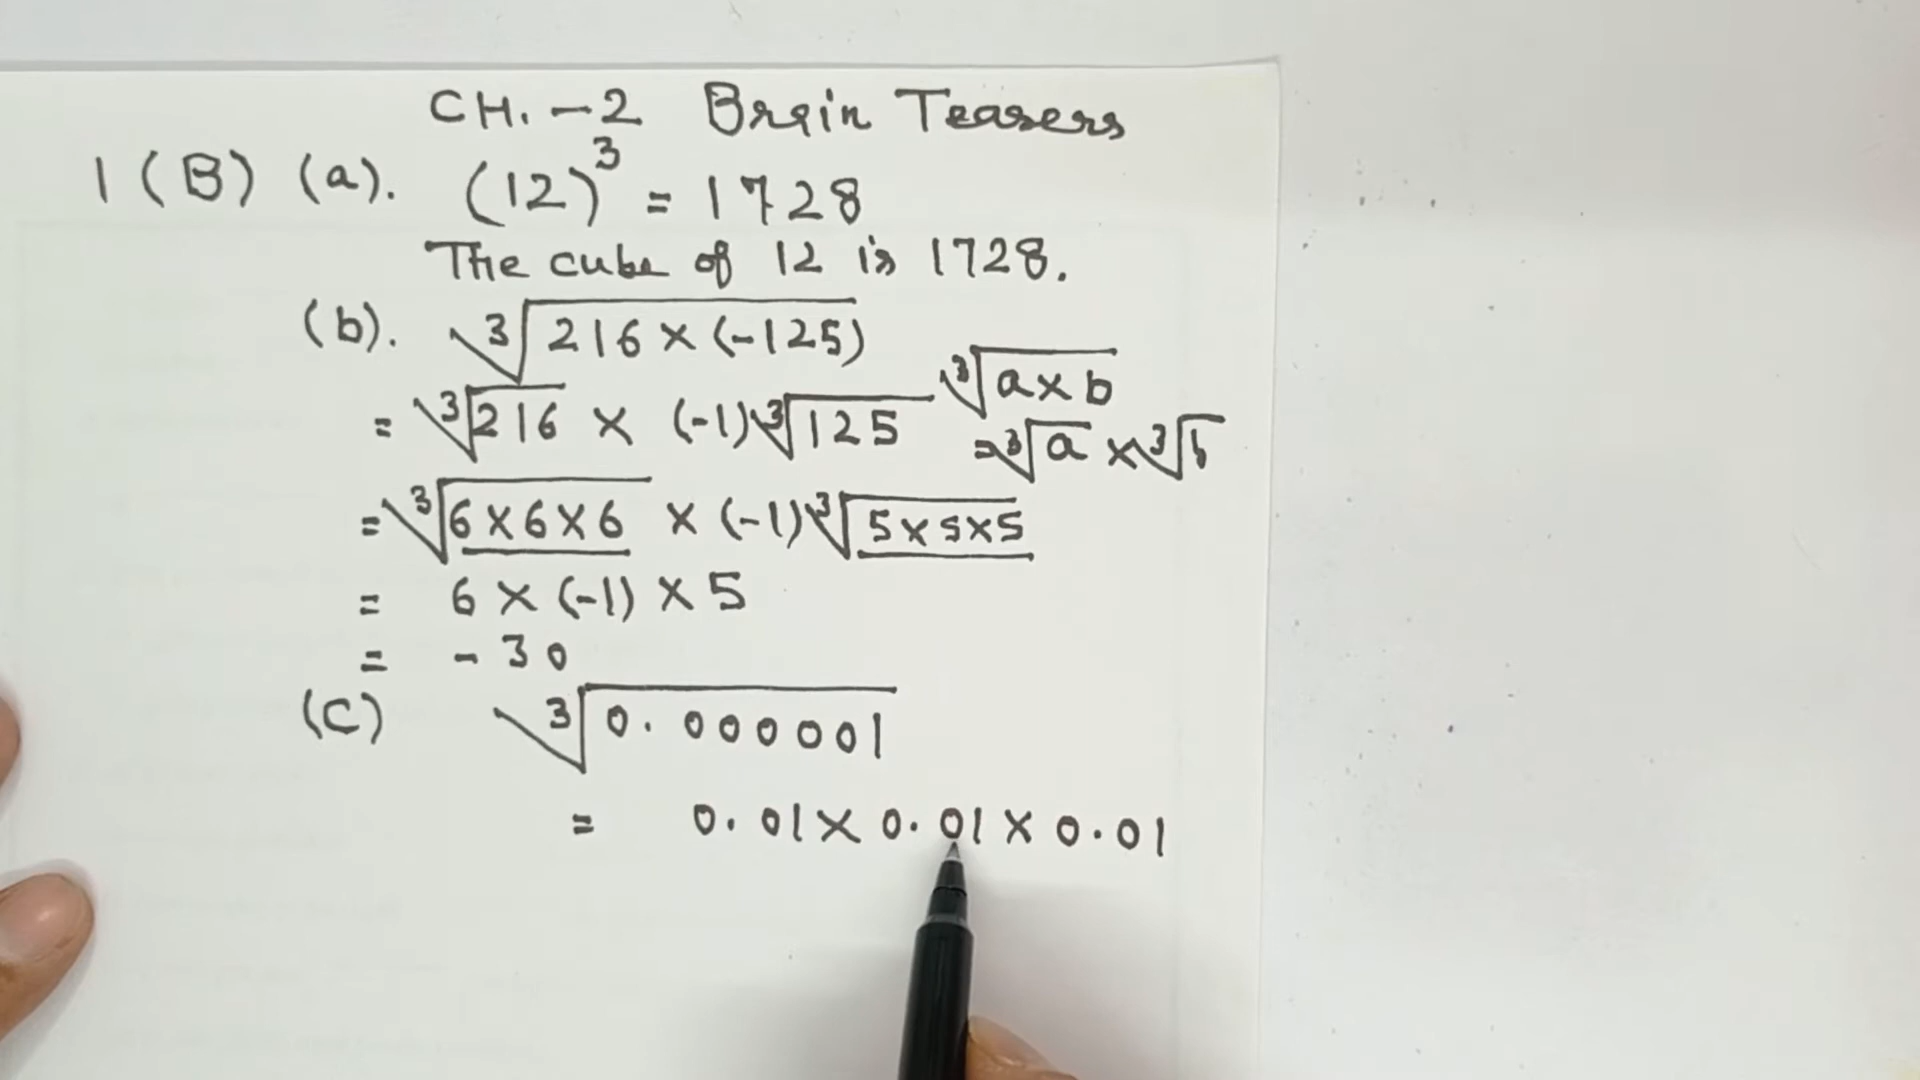 CH. - 2 Brain Teasers
1 (B) (a). (12)³ = 1728
The cube of 12 is 1728.
(b). ∛216 × (-125)
∛a × b
= ∛216 × (-1) ∛125
= ∛a × ∛b
= ∛6 × 6 × 6 × (-1) ∛5 × 5 × 5
= 6 × (-1) × 5
= - 30
(C) ∛0.000001
= 0.01 × 0.01 × 0.01